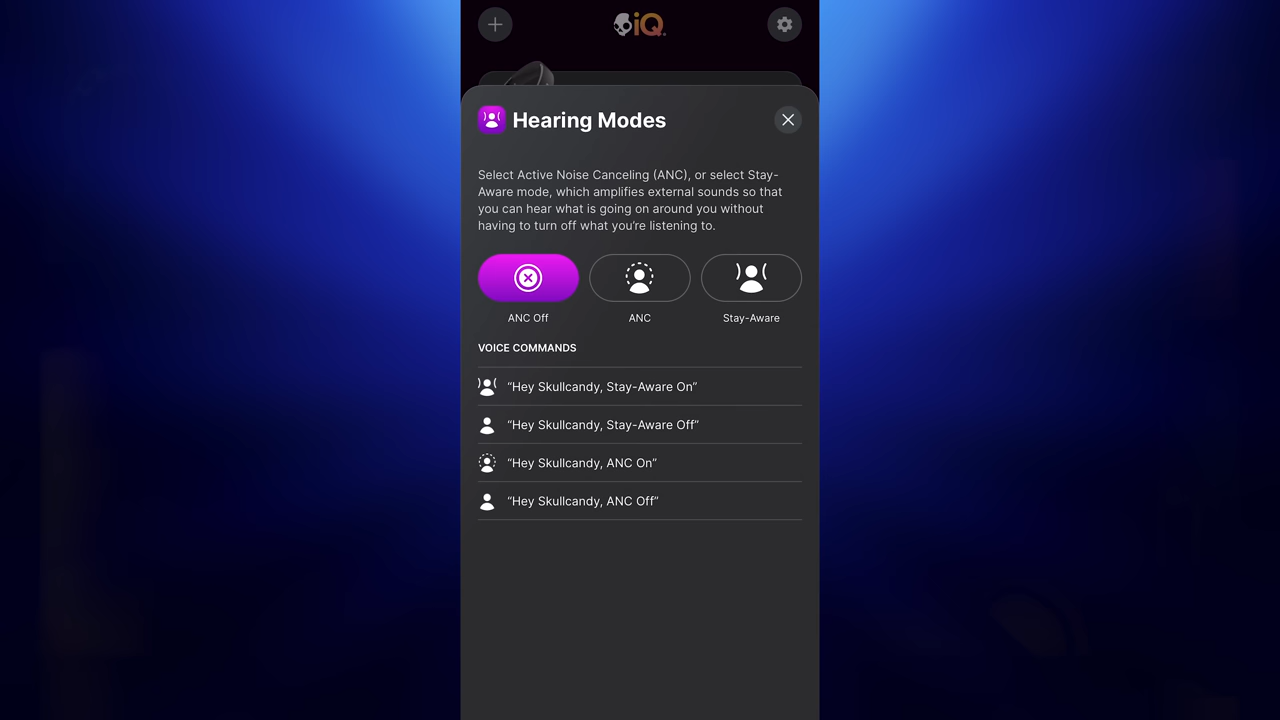 iQ
Hearing Modes
Select Active Noise Canceling (ANC), or select Stay-
Aware mode, which amplifies external sounds so that
you can hear what is going on around you without
having to turn off what you’re listening to.
ANC Off
ANC
Stay-Aware
VOICE COMMANDS
“Hey Skullcandy, Stay-Aware On”
“Hey Skullcandy, Stay-Aware Off”
“Hey Skullcandy, ANC On”
“Hey Skullcandy, ANC Off”